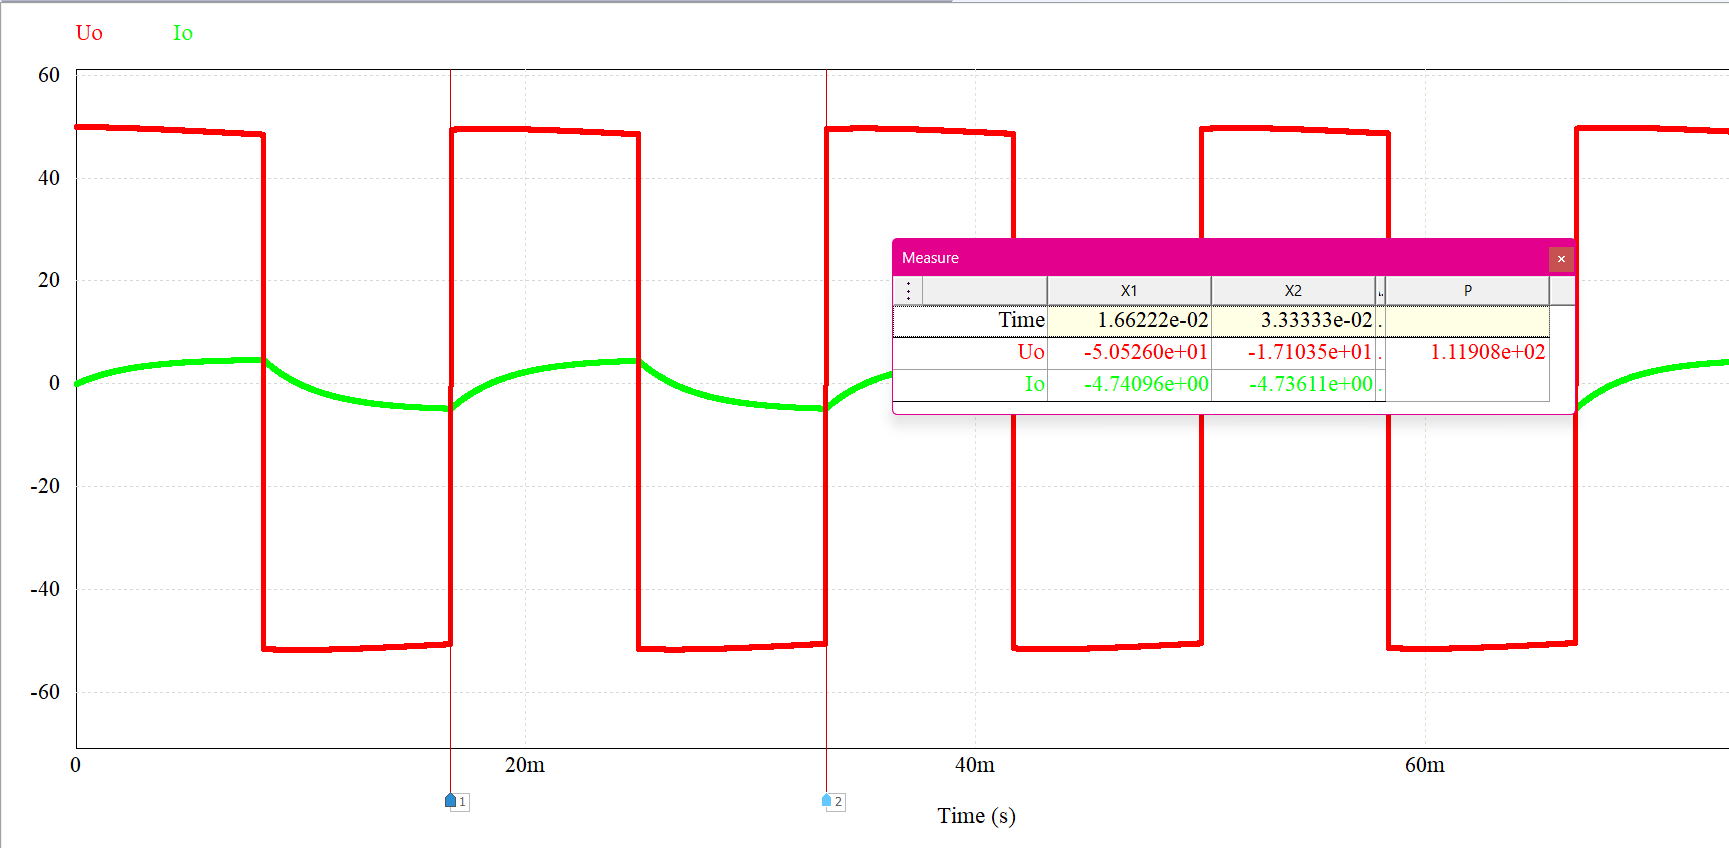 Uo Io
60
40
20
0
-20
-40
-60
Measure ×
X1 X2 P
Time 1.66222e-02 3.33333e-02 .
Uo -5.05260e+01 -1.71035e+01 . 1.11908e+02
Io -4.74096e+00 -4.73611e+00 .
0 20m 40m 60m
1 2
Time (s)